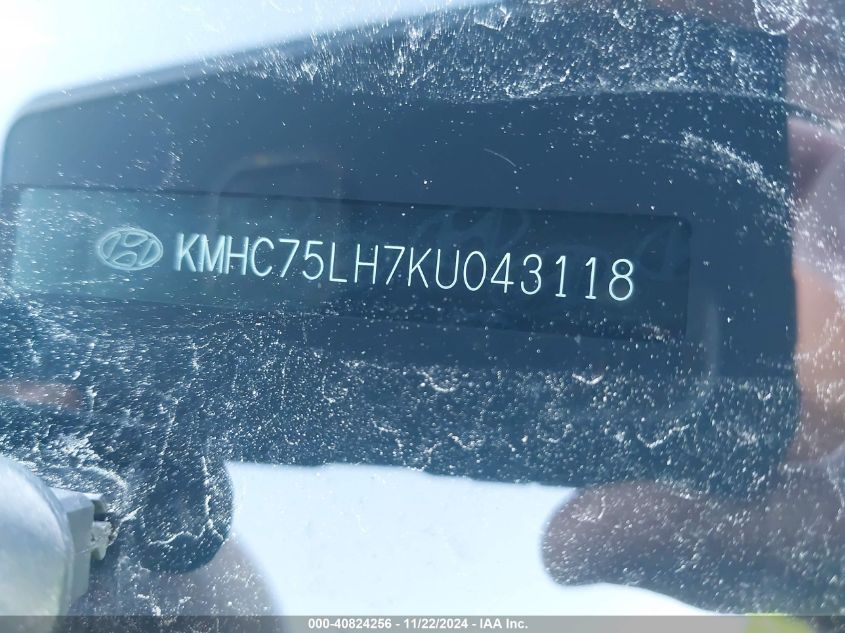 KMHC75LH7KU043118
000-40824256 - 11/22/2024 - IAA Inc.